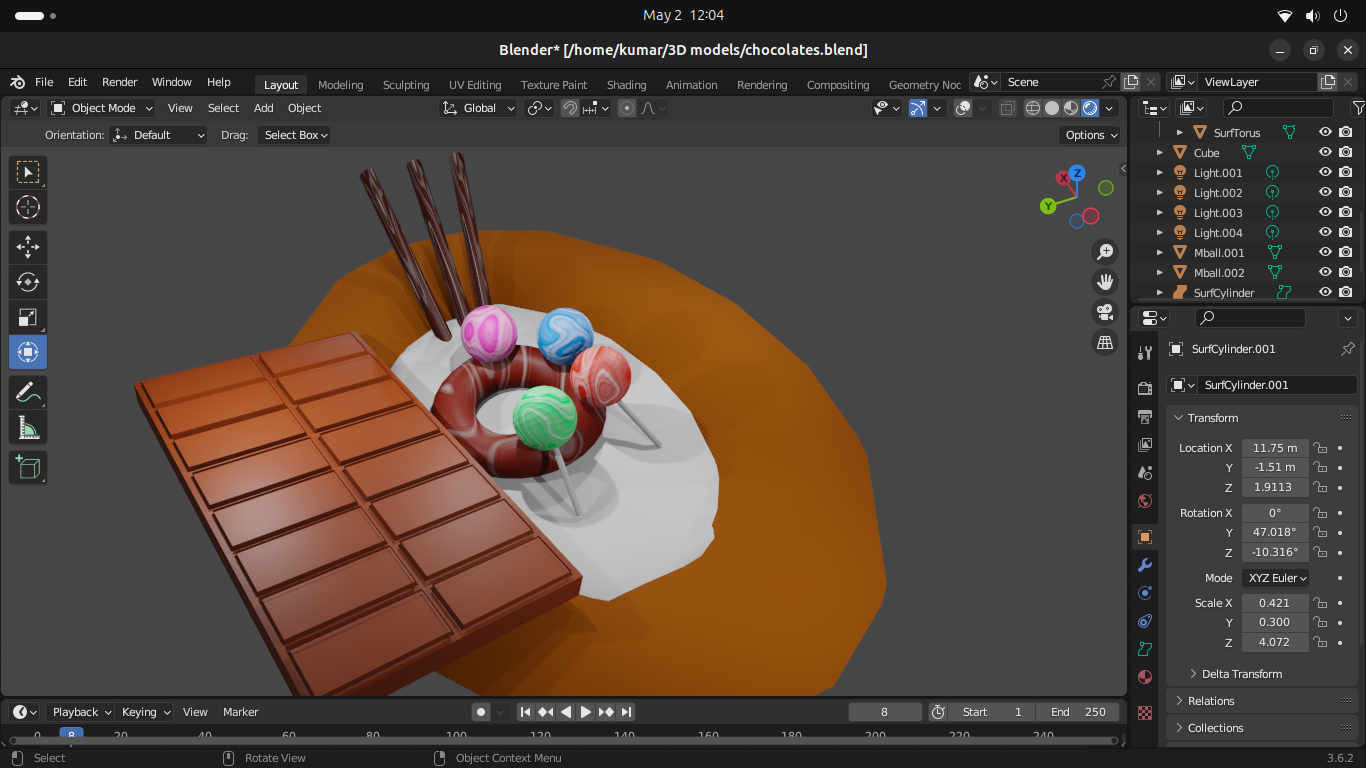 May 2 12:04
Blender* [/home/kumar/3D models/chocolates.blend]
File Edit Render Window Help Layout Modeling Sculpting UV Editing Texture Paint Shading Animation Rendering Compositing Geometry Noc Scene ViewLayer
Object Mode View Select Add Object Global
Orientation: Default Drag: Select Box Options
SurfTorus
Cube
Light.001
Light.002
Light.003
Light.004
Mball.001
Mball.002
SurfCylinder
X Z
Y
SurfCylinder.001
SurfCylinder.001
Transform
Location X 11.75 m
Y -1.51 m
Z 1.9113
Rotation X 0°
Y 47.018°
Z -10.316°
Mode XYZ Euler
Scale X 0.421
Y 0.300
Z 4.072
Delta Transform
Relations
Collections
Playback Keying View Marker 8 Start 1 End 250
0 8 20 40 60 80 100 120 140 160 180 200 220 240
Select Rotate View Object Context Menu 3.6.2